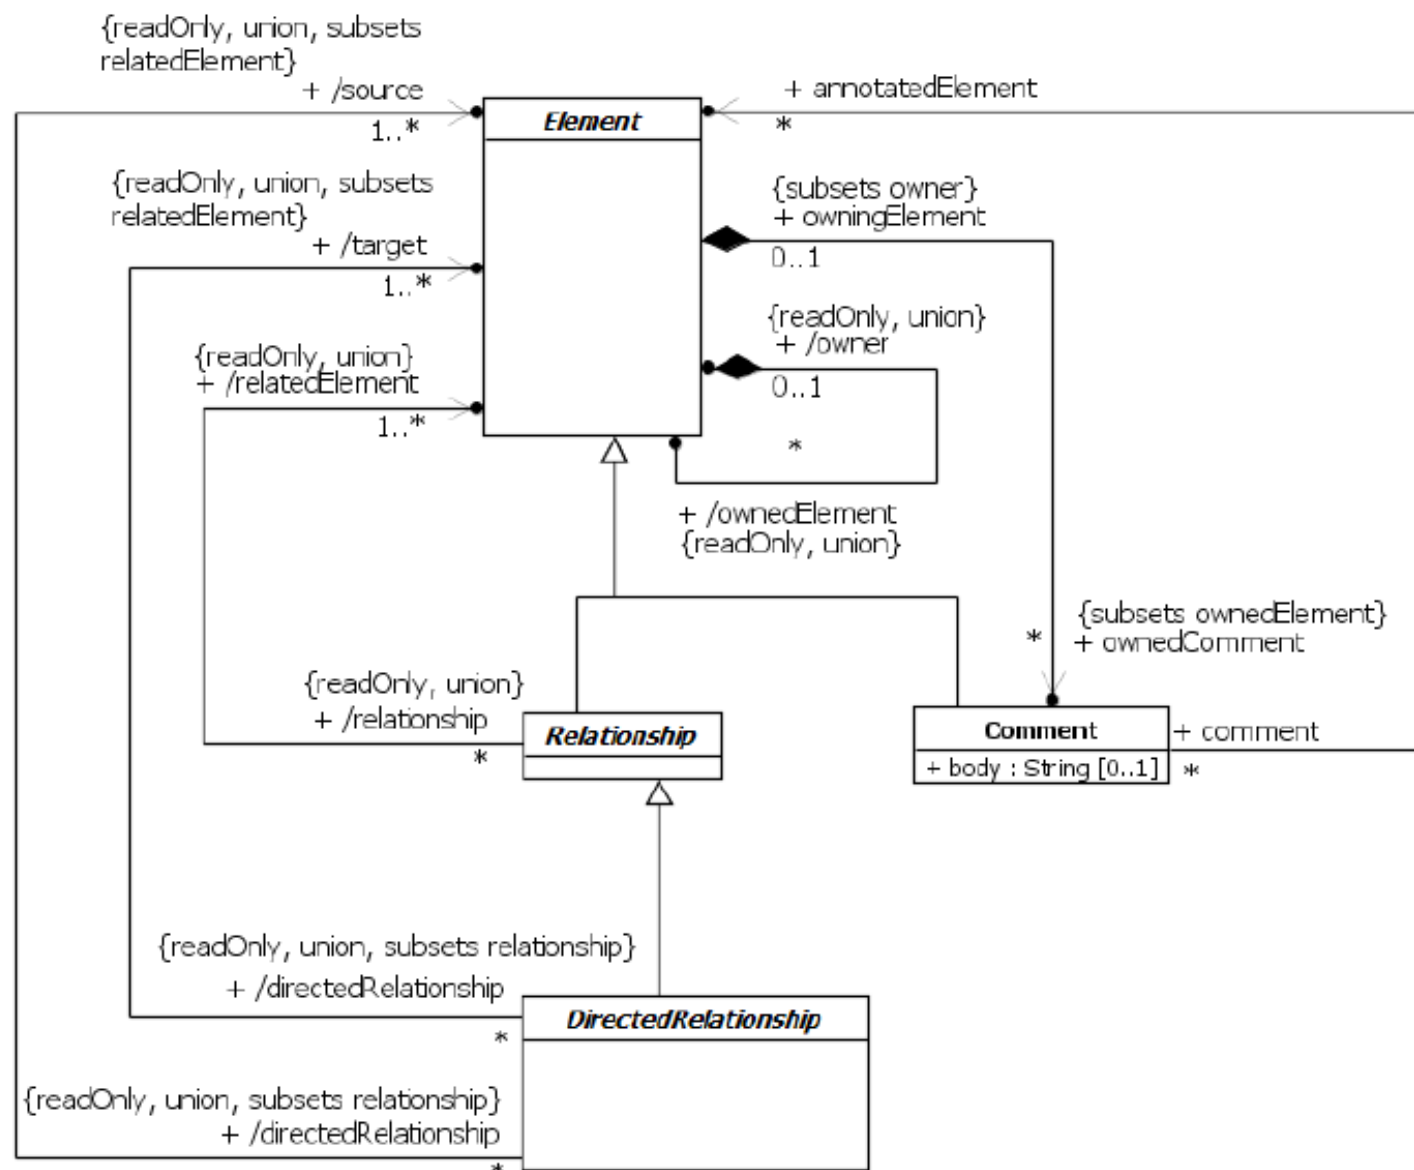 {readOnly, union, subsets
relatedElement}
+ /source
1..*
Element
+ annotatedElement
*
{readOnly, union, subsets
relatedElement}
+ /target
1..*
{subsets owner}
+ owningElement
0..1
{readOnly, union}
+ /owner
0..1
{readOnly, union}
+ /relatedElement
1..*
*
+ /ownedElement
{readOnly, union}
{subsets ownedElement}
+ ownedComment
*
{readOnly, union}
+ /relationship
*
Relationship
Comment
+ body : String [0..1]
+ comment
*
{readOnly, union, subsets relationship}
+ /directedRelationship
*
DirectedRelationship
{readOnly, union, subsets relationship}
+ /directedRelationship
*